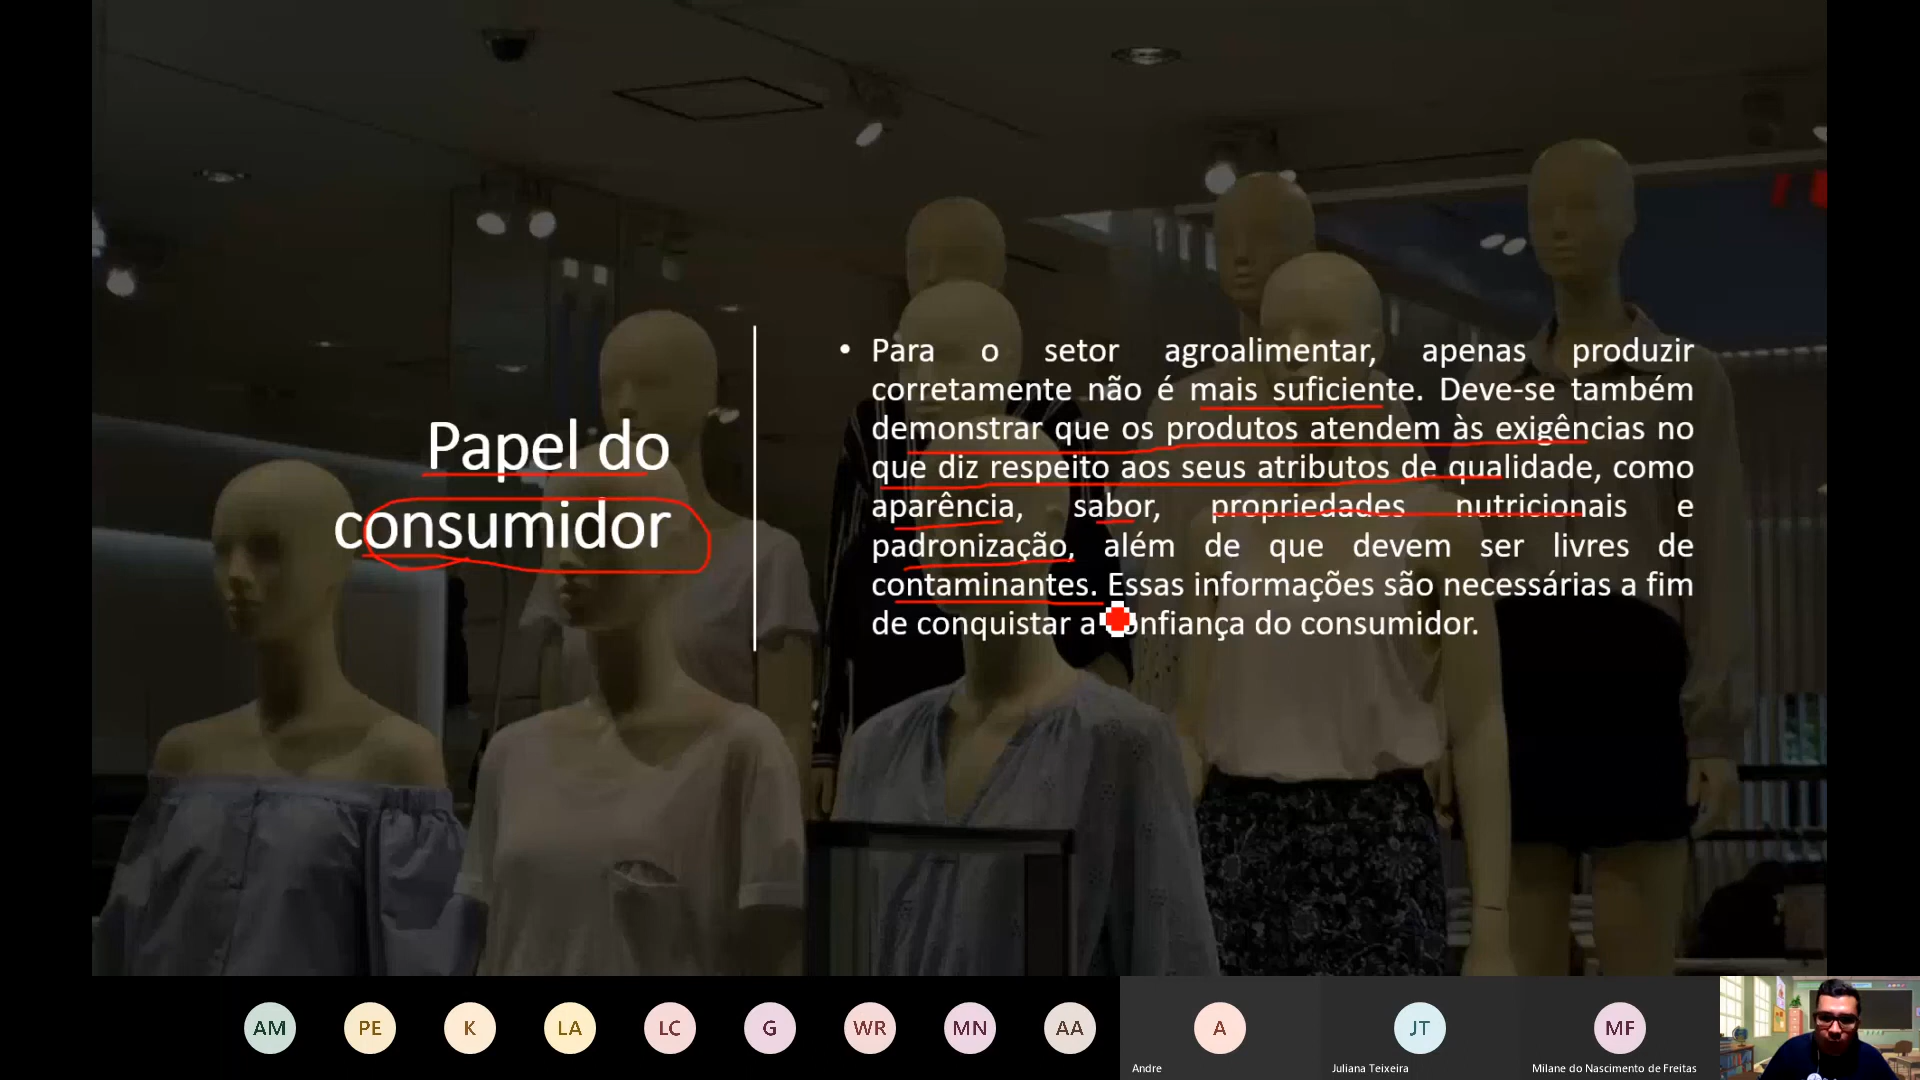 Papel do
consumidor
• Para o setor agroalimentar, apenas produzir
corretamente não é mais suficiente. Deve-se também
demonstrar que os produtos atendem às exigências no
que diz respeito aos seus atributos de qualidade, como
aparência, sabor, propriedades nutricionais e
padronização, além de que devem ser livres de
contaminantes. Essas informações são necessárias a fim
de conquistar a confiança do consumidor.
AM PE K LA LC G WR MN AA A JT MF
Andre Juliana Teixeira Milane do Nascimento de Freitas